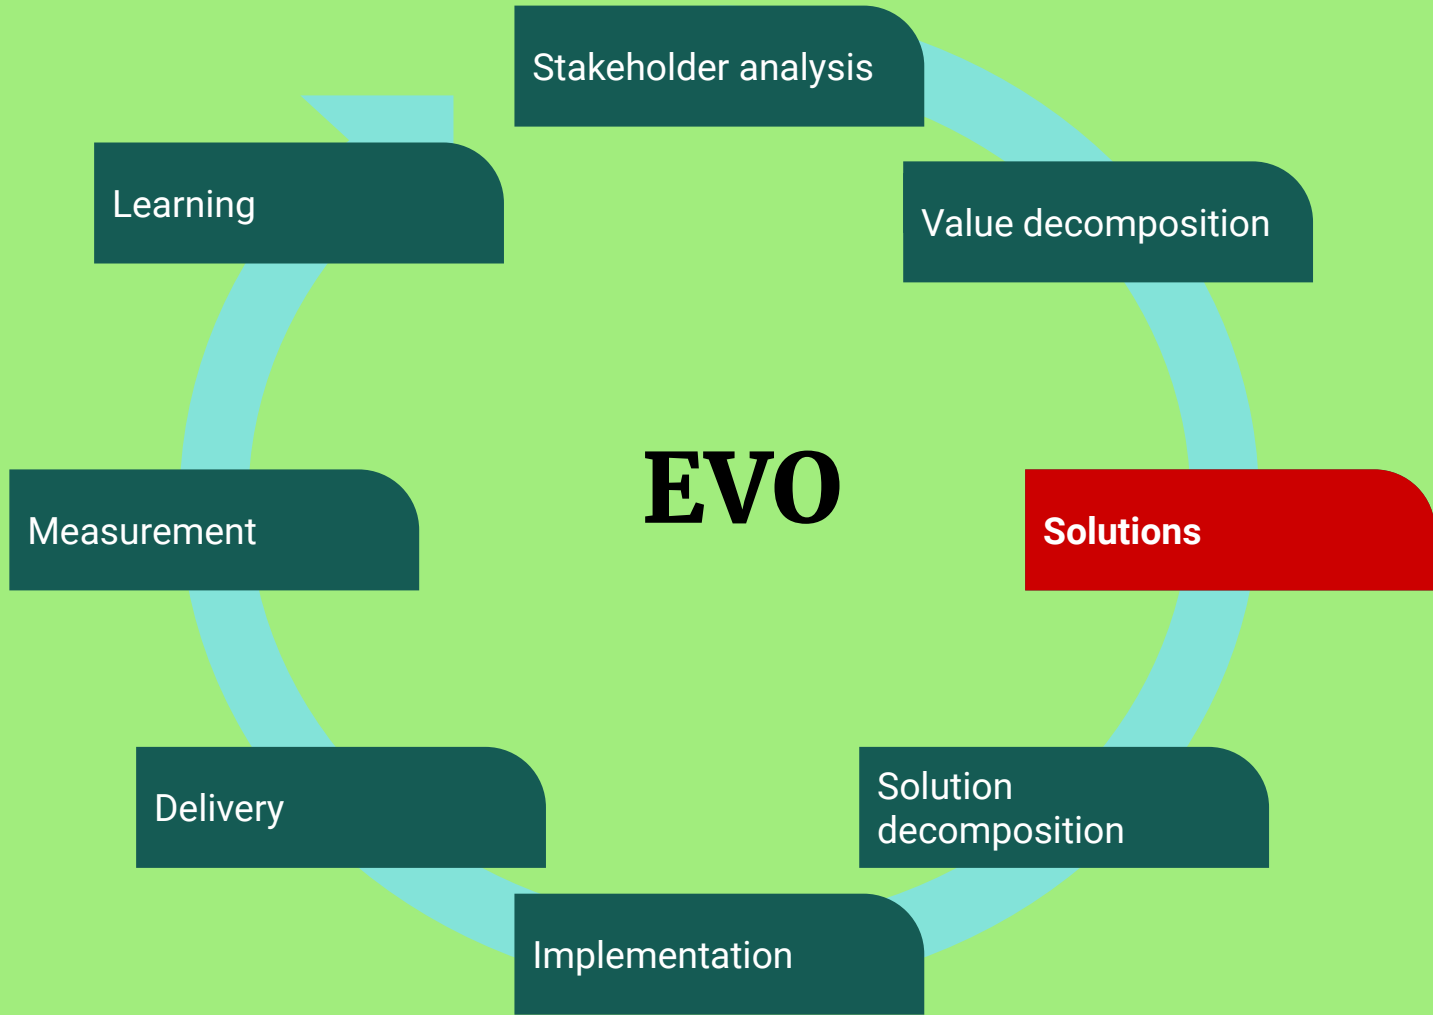 Stakeholder analysis
Value decomposition
Learning
EVO
Solutions
Measurement
Solution
decomposition
Delivery
Implementation